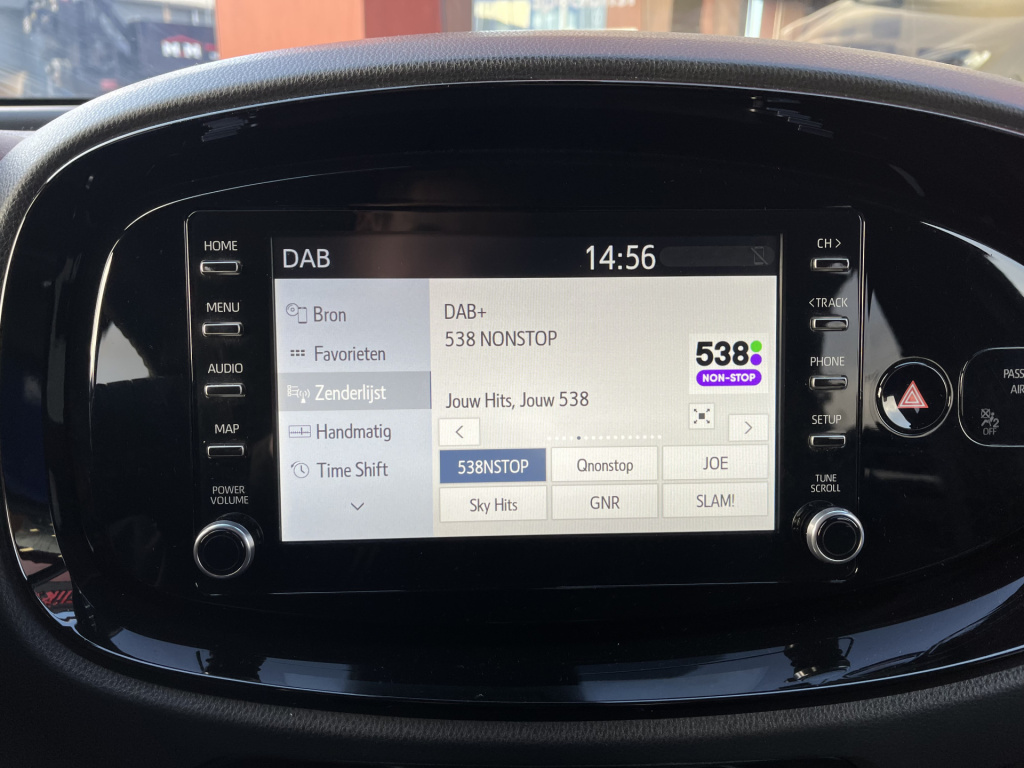 HOME
MENU
AUDIO
MAP
POWER
VOLUME
DAB
14:56
Bron
Favorieten
Zenderlijst
Handmatig
Time Shift
DAB+
538 NONSTOP
538
NON-STOP
Jouw Hits, Jouw 538
538NSTOP
Qnonstop
JOE
Sky Hits
GNR
SLAM!
CH >
< TRACK
PHONE
SETUP
TUNE
SCROLL
PASS
AIR
OFF